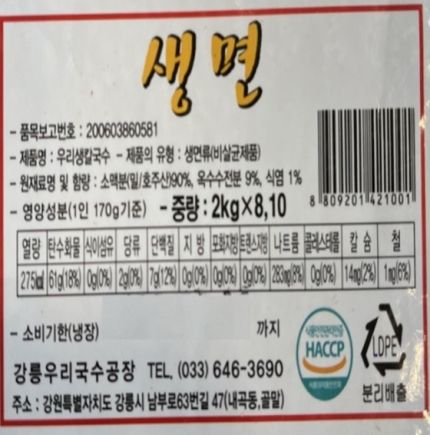 생면
- 품목보고번호 : 200603860581
- 제품명 : 우리생칼국수 - 제품의 유형 : 생면류(비살균제품)
- 원재료명 및 함량 : 소맥분(밀/호주산)90%, 옥수수전분 9%, 식염 1%
- 영양성분(1인 170g기준) - 중량 : 2kg×8,10
8 809201 421001
열량 탄수화물 식이섬유 당류 단백질 지방 포화지방 트랜스지방 나트륨 콜레스테롤 칼슘 철
275㎉ 61g(18%) 0g(0%) 2g(0%) 7g(12%) 0g(0%) 0g(0%) 0g(0%) 283mg(8%) 0g(0%) 14mg(2%) 1mg(6%)
- 소비기한(냉장) 까지
HACCP
LDPE
강릉우리국수공장 TEL, (033) 646-3690
분리배출
주소 : 강원특별자치도 강릉시 남부로63번길 47(내곡동,골말)